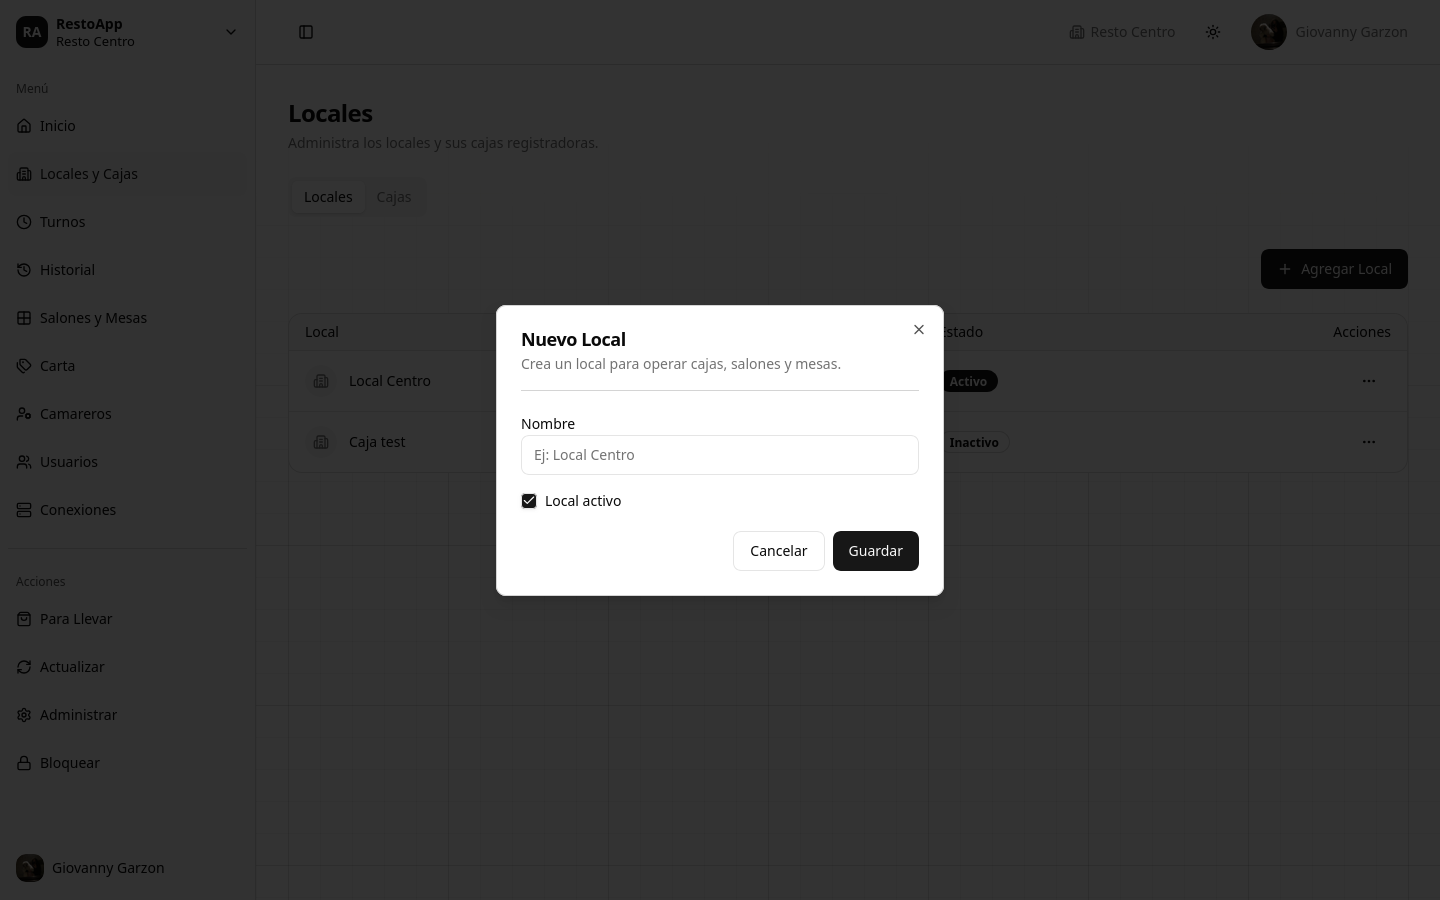 RA
RestoApp
Resto Centro
Menú
Inicio
Locales y Cajas
Turnos
Historial
Salones y Mesas
Carta
Camareros
Usuarios
Conexiones
Acciones
Para Llevar
Actualizar
Administrar
Bloquear
Giovanny Garzon
Resto Centro
Giovanny Garzon
Locales
Administra los locales y sus cajas registradoras.
Locales Cajas
Agregar Local
Local Estado Acciones
Local Centro Activo
Caja test Inactivo
Nuevo Local
Crea un local para operar cajas, salones y mesas.
Nombre
Ej: Local Centro
Local activo
Cancelar Guardar